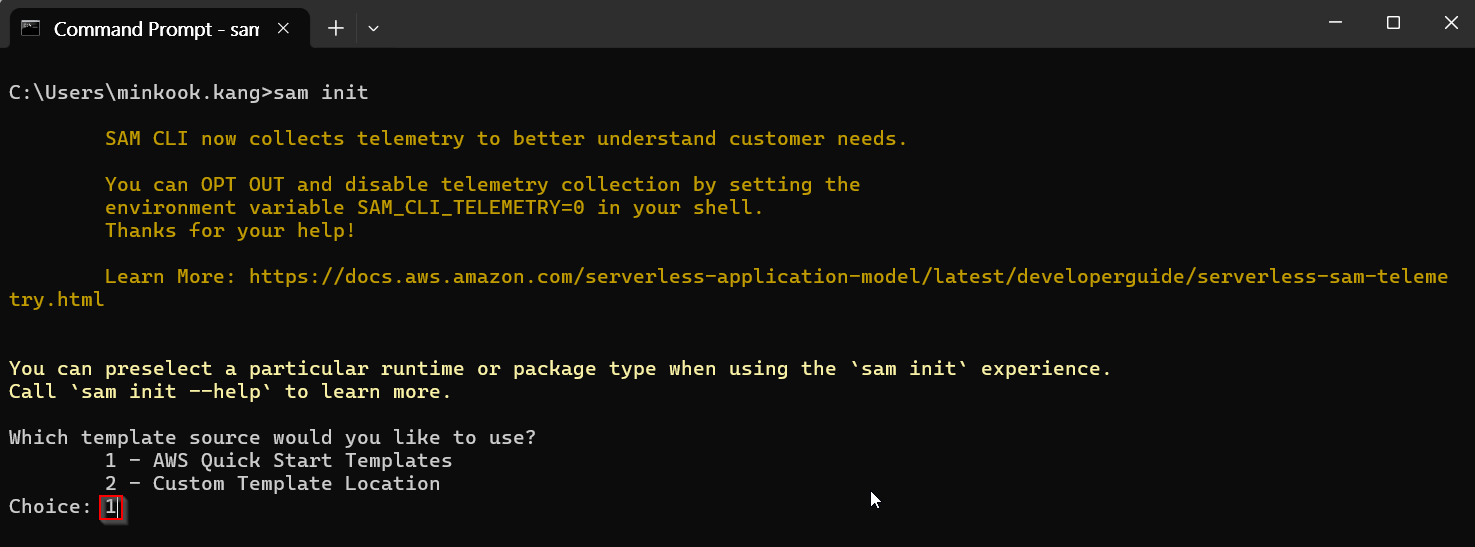 Command Prompt - sam
C:\Users\minkook.kang>sam init
SAM CLI now collects telemetry to better understand customer needs.
You can OPT OUT and disable telemetry collection by setting the
environment variable SAM_CLI_TELEMETRY=0 in your shell.
Thanks for your help!
Learn More: https://docs.aws.amazon.com/serverless-application-model/latest/developerguide/serverless-sam-teleme
try.html
You can preselect a particular runtime or package type when using the `sam init` experience.
Call `sam init --help` to learn more.
Which template source would you like to use?
1 - AWS Quick Start Templates
2 - Custom Template Location
Choice: 1